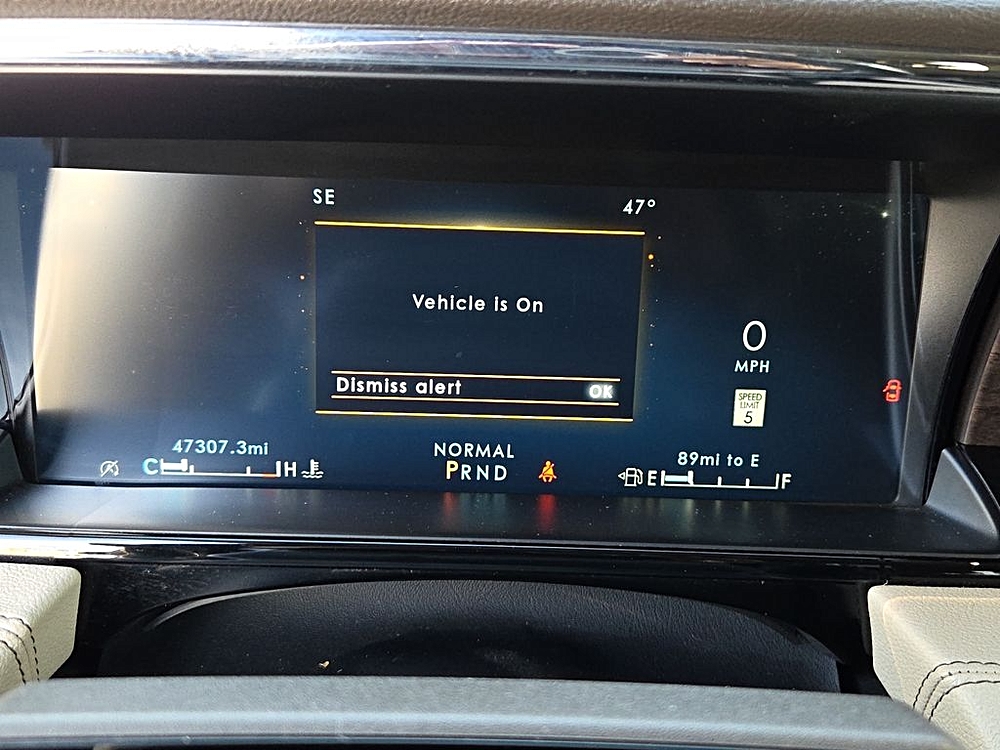 SE
47°
Vehicle is On
Dismiss alert OK
0
MPH
SPEED
LIMIT
5
47307.3mi
C H
NORMAL
PRND
89mi to E
E F